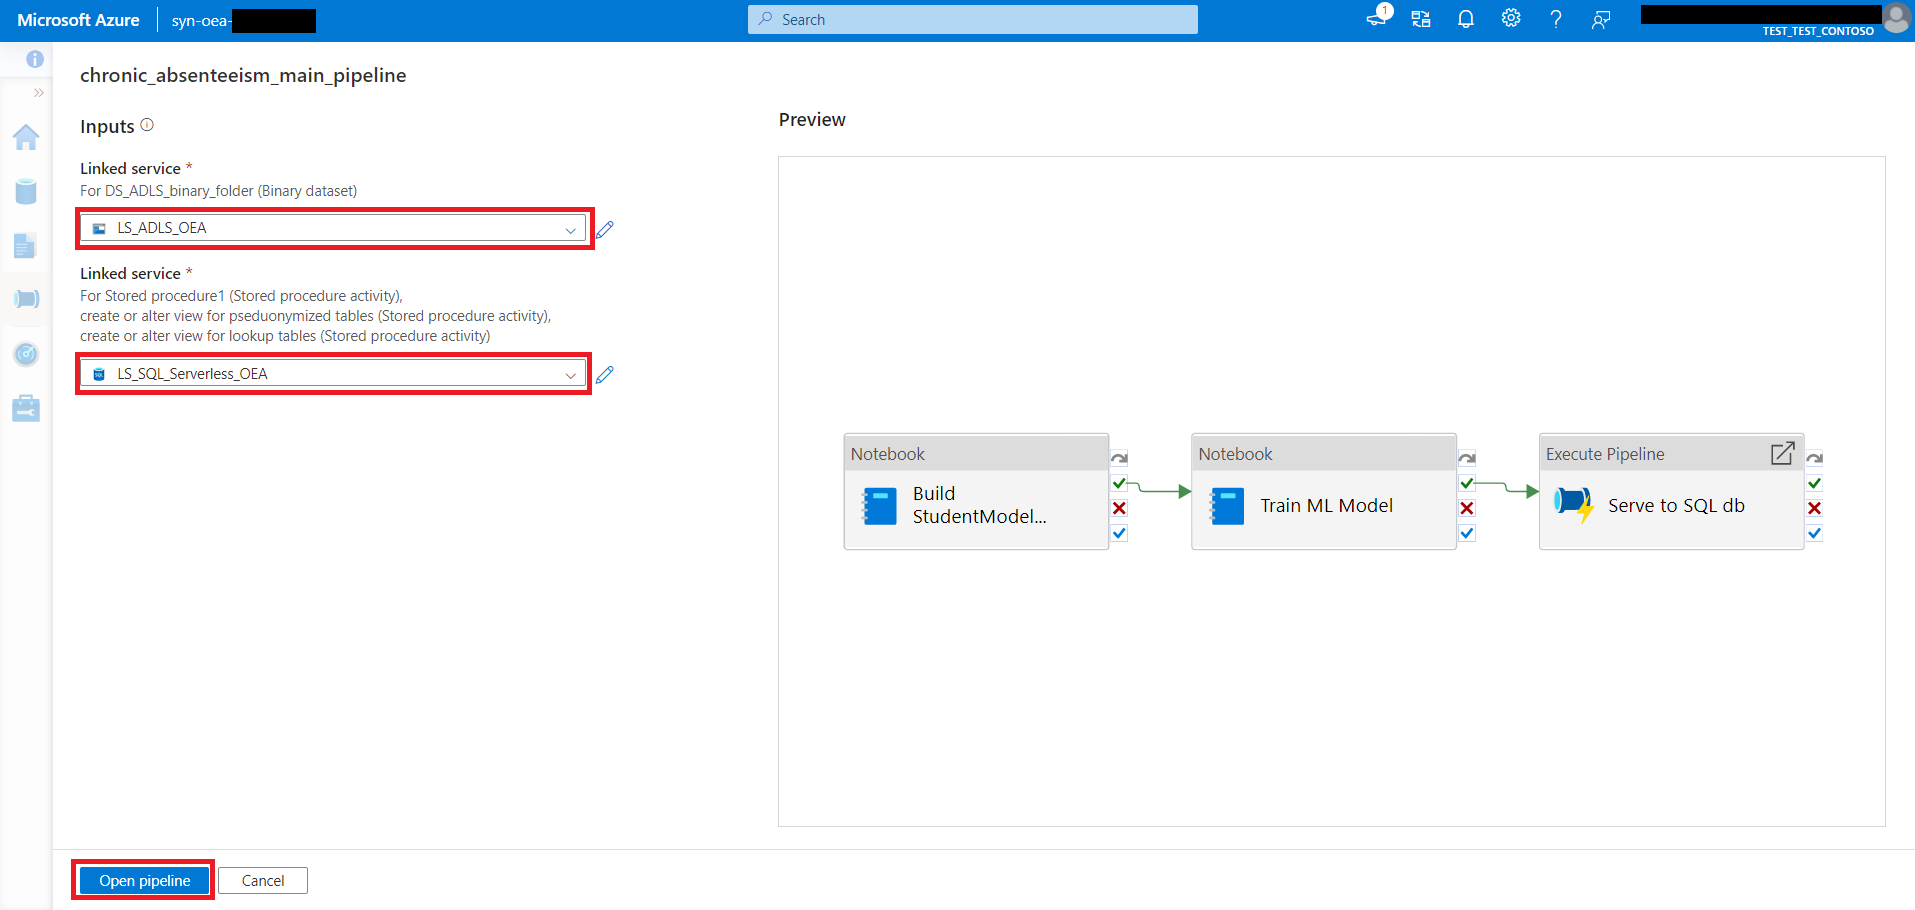 Microsoft Azure
syn-oea-
Search
1
TEST_TEST_CONTOSO
chronic_absenteeism_main_pipeline
Inputs
Linked service *
For DS_ADLS_binary_folder (Binary dataset)
LS_ADLS_OEA
Linked service *
For Stored procedure1 (Stored procedure activity),
create or alter view for pseduonymized tables (Stored procedure activity),
create or alter view for lookup tables (Stored procedure activity)
LS_SQL_Serverless_OEA
Preview
Notebook
Build
StudentModel...
Notebook
Train ML Model
Execute Pipeline
Serve to SQL db
Open pipeline
Cancel